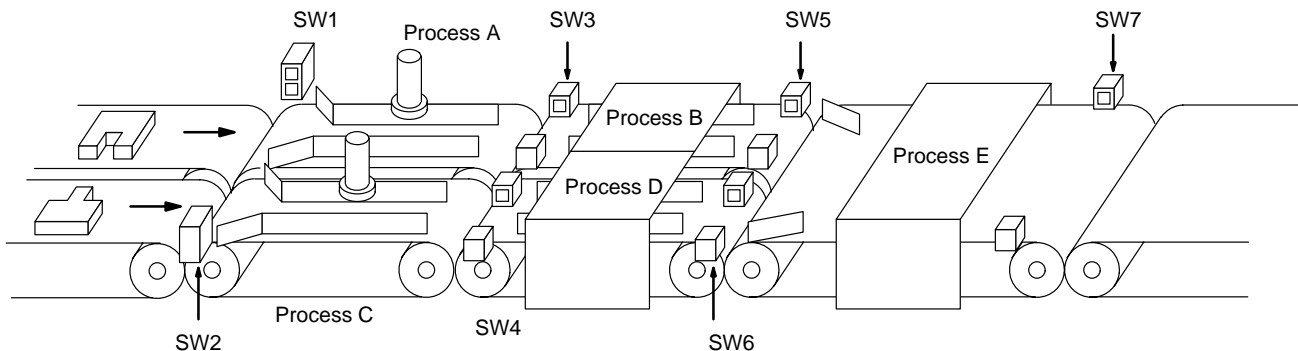 SW1
Process A
SW3
SW5
SW7
Process B
Process E
Process D
Process C
SW2
SW4
SW6